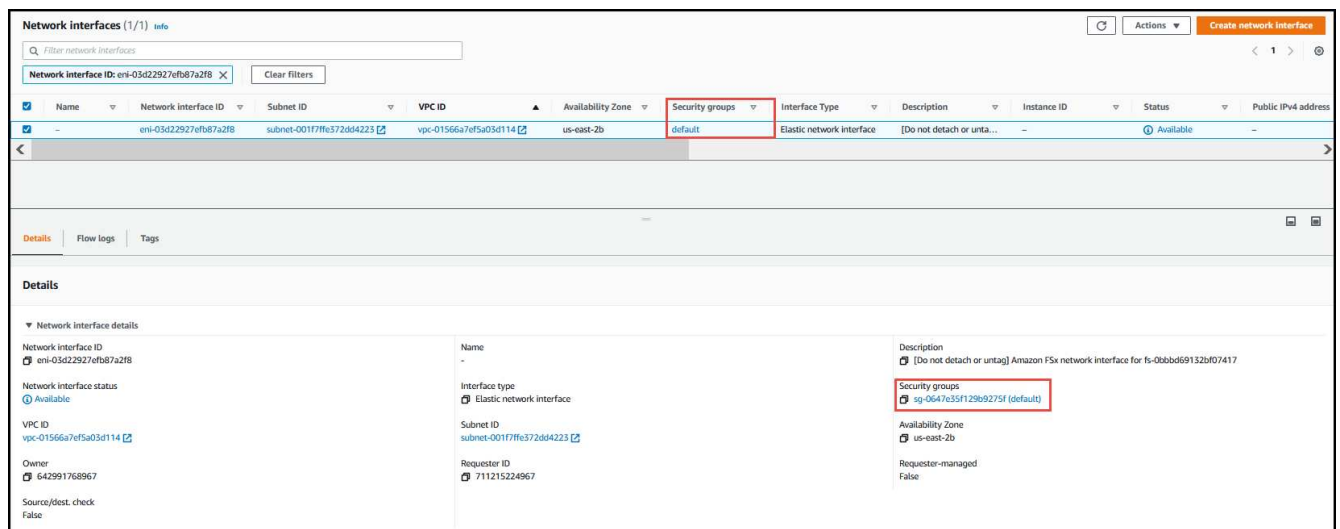 Network interfaces (1/1) Info
Actions ▼ Create network interface
Filter network interfaces
< 1 >
Network interface ID: eni-03d22927efb87a2f8 X Clear filters
Name Network interface ID Subnet ID VPC ID ▲ Availability Zone Security groups Interface Type Description Instance ID Status Public IPv4 address
– eni-03d22927efb87a2f8 subnet-001f7ffe372dd4223 vpc-01566a7ef5a03d114 us-east-2b default Elastic network interface [Do not detach or unta... – Available –
Details Flow logs Tags
Details
▼ Network interface details
Network interface ID
eni-03d22927efb87a2f8
Name
-
Description
[Do not detach or untag] Amazon FSx network interface for fs-0bbbd69132bf07417
Network interface status
Available
Interface type
Elastic network interface
Security groups
sg-0647e35f129b9275f (default)
VPC ID
vpc-01566a7ef5a03d114
Subnet ID
subnet-001f7ffe372dd4223
Availability Zone
us-east-2b
Owner
642991768967
Requester ID
711215224967
Requester-managed
False
Source/dest. check
False